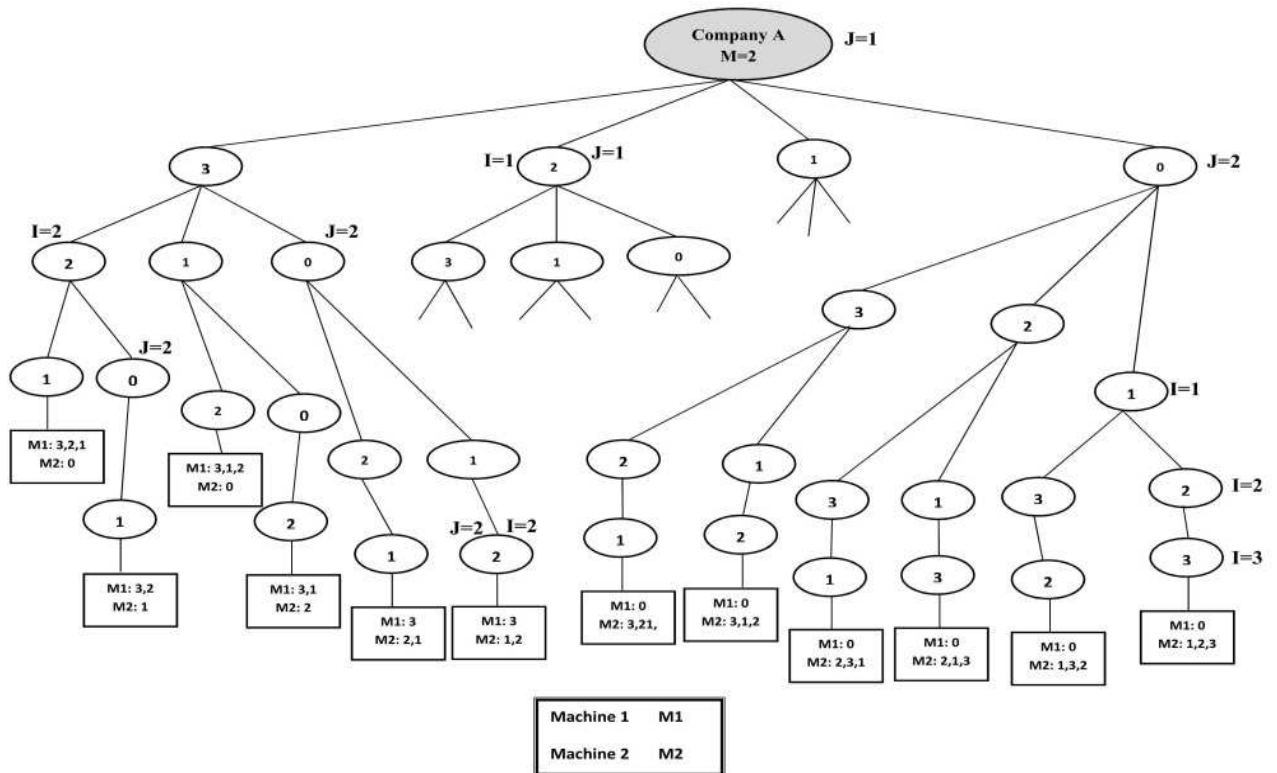 Company A
M=2
J=1
3
I=1
J=1
2
1
0
J=2
I=2
2
1
J=2
0
3
1
0
3
2
1
I=1
1
J=2
0
2
0
2
1
2
1
3
1
3
2
I=2
M1: 3,2,1
M2: 0
M1: 3,1,2
M2: 0
1
2
1
J=2
I=2
2
1
2
1
3
2
3
I=3
M1: 3,2
M2: 1
M1: 3,1
M2: 2
M1: 3
M2: 2,1
M1: 3
M2: 1,2
M1: 0
M2: 3,21,
M1: 0
M2: 3,1,2
M1: 0
M2: 2,3,1
M1: 0
M2: 2,1,3
M1: 0
M2: 1,3,2
M1: 0
M2: 1,2,3
Machine 1 M1
Machine 2 M2